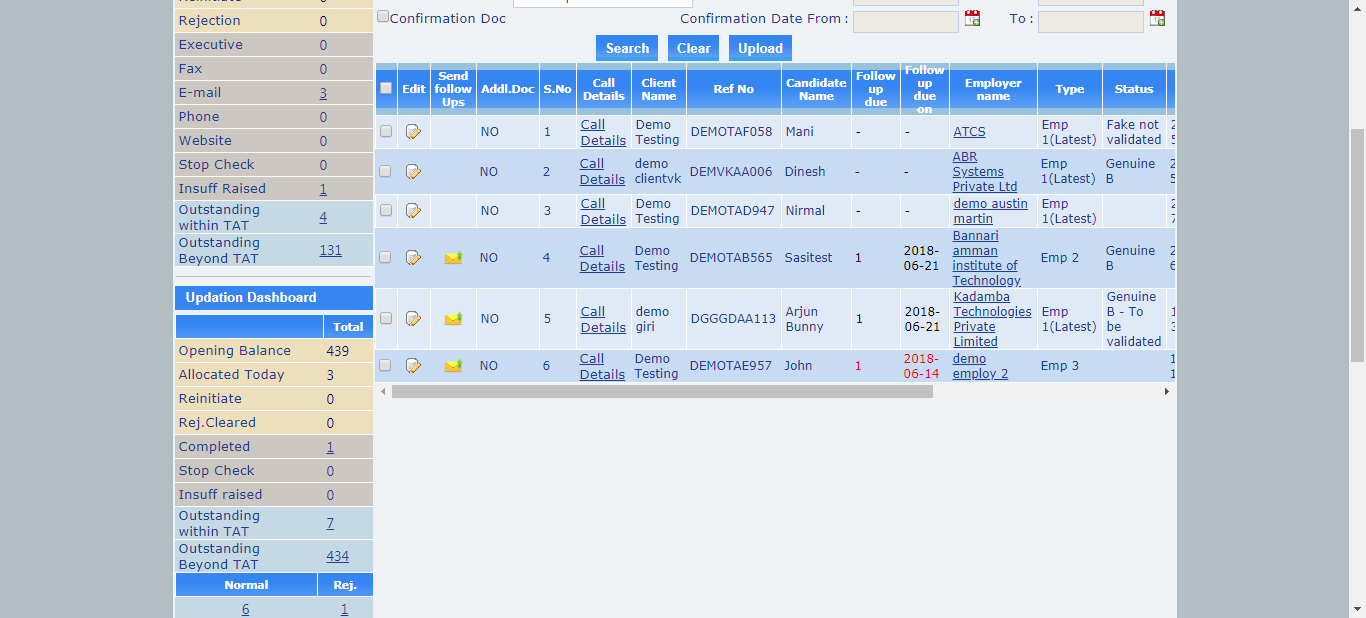 Rejection 0
Executive 0
Fax 0
E-mail 3
Phone 0
Website 0
Stop Check 0
Insuff Raised 1
Outstanding
within TAT 4
Outstanding
Beyond TAT 131
Updation Dashboard
Total
Opening Balance 439
Allocated Today 3
Reinitiate 0
Rej.Cleared 0
Completed 1
Stop Check 0
Insuff raised 0
Outstanding
within TAT 7
Outstanding
Beyond TAT 434
Normal Rej.
6 1
Confirmation Doc Confirmation Date From : To :
Search Clear Upload
Edit Send follow Ups Addl.Doc S.No Call Details Client Name Ref No Candidate Name Follow up due Follow up due on Employer name Type Status
NO 1 Call Details Demo Testing DEMOTAF058 Mani - - ATCS Emp 1(Latest) Fake not validated
NO 2 Call Details demo clientvk DEMVKAA006 Dinesh - - ABR Systems Private Ltd Emp 1(Latest) Genuine B
NO 3 Call Details Demo Testing DEMOTAD947 Nirmal - - demo austin martin Emp 1(Latest)
NO 4 Call Details Demo Testing DEMOTAB565 Sasitest 1 2018-06-21 Bannari amman institute of Technology Emp 2 Genuine B
NO 5 Call Details demo giri DGGGDAA113 Arjun Bunny 1 2018-06-21 Kadamba Technologies Private Limited Emp 1(Latest) Genuine B - To be validated
NO 6 Call Details Demo Testing DEMOTAE957 John 1 2018-06-14 demo employ 2 Emp 3